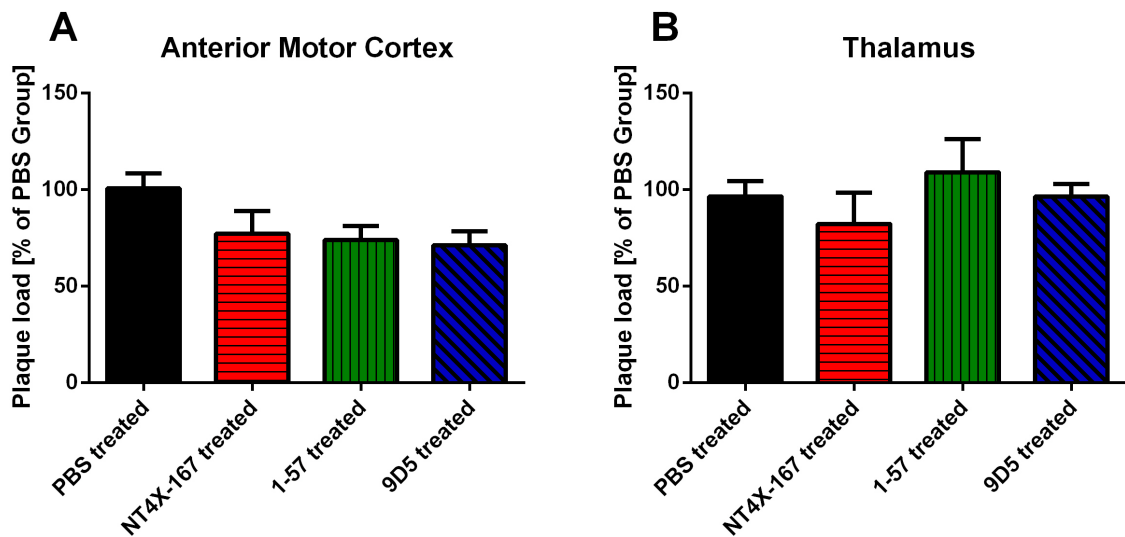 A
Anterior Motor Cortex
Plaque load [% of PBS Group]
150
100
50
0
PBS treated
NT4X-167 treated
1-57 treated
9D5 treated
B
Thalamus
Plaque load [% of PBS Group]
150
100
50
0
PBS treated
NT4X-167 treated
1-57 treated
9D5 treated